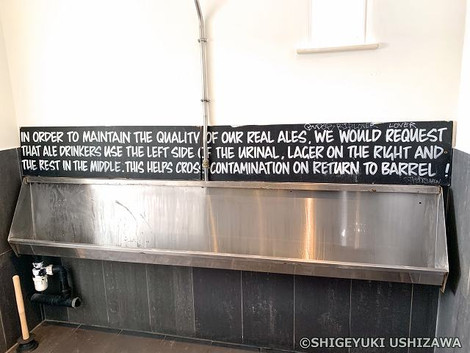 IN ORDER TO MAINTAIN THE QUALITY OF OUR REAL ALES, WE WOULD REQUEST
THAT ALE DRINKERS USE THE LEFT SIDE OF THE URINAL, LAGER ON THE RIGHT AND
THE REST IN THE MIDDLE. THIS HELPS CROSS CONTAMINATION ON RETURN TO BARREL!
LOVER
©SHIGEYUKI USHIZAWA